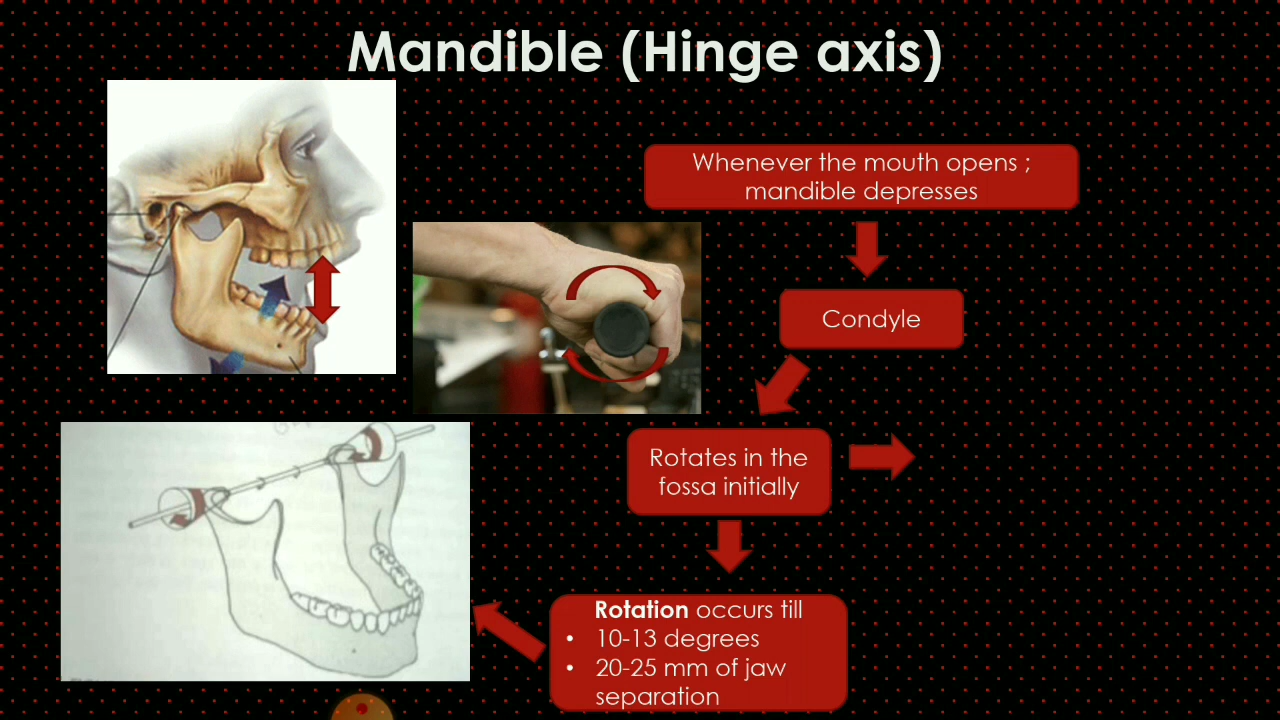 Mandible (Hinge axis)
Whenever the mouth opens ;
mandible depresses
Condyle
Rotates in the
fossa initially
Rotation occurs till
• 10-13 degrees
• 20-25 mm of jaw
separation